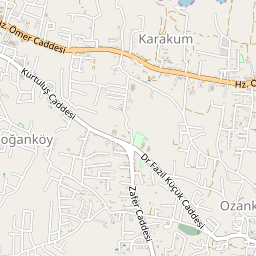 Hz. Ömer Caddesi
Karakum
Hz. Ö
Kurtuluş Caddesi
oğanköy
Dr. Fazıl Küçük Caddesi
Zafer Caddesi
Ozank